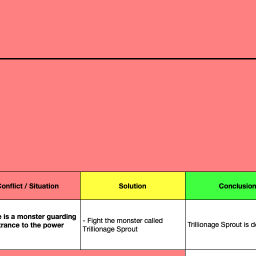 Conflict / Situation
Solution
Conclusion
is a monster guarding
trance to the power
- Fight the monster called
Trillionage Sprout
Trillionage Sprout is de